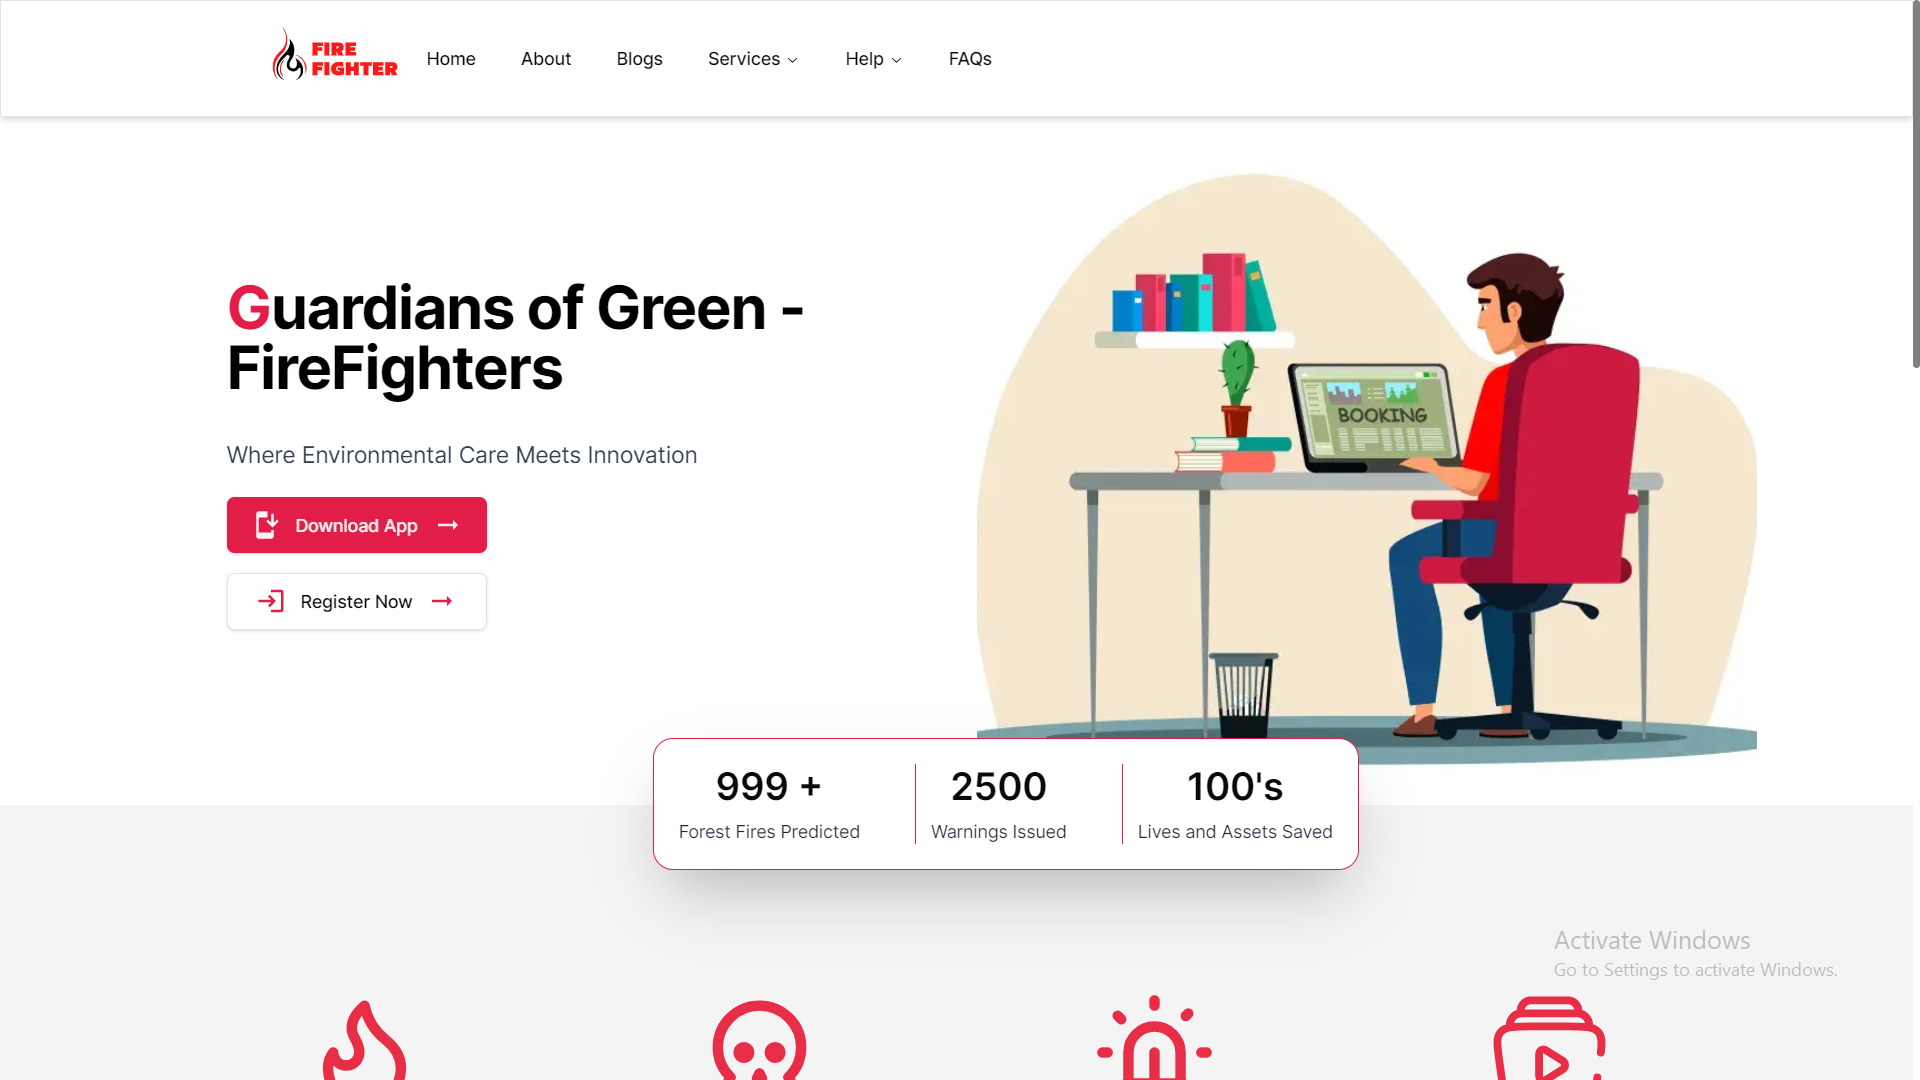 FIRE
FIGHTER
Home
About
Blogs
Services
Help
FAQs
Guardians of Green -
FireFighters
Where Environmental Care Meets Innovation
Download App
Register Now
BOOKING
999 +
Forest Fires Predicted
2500
Warnings Issued
100's
Lives and Assets Saved
Activate Windows
Go to Settings to activate Windows.